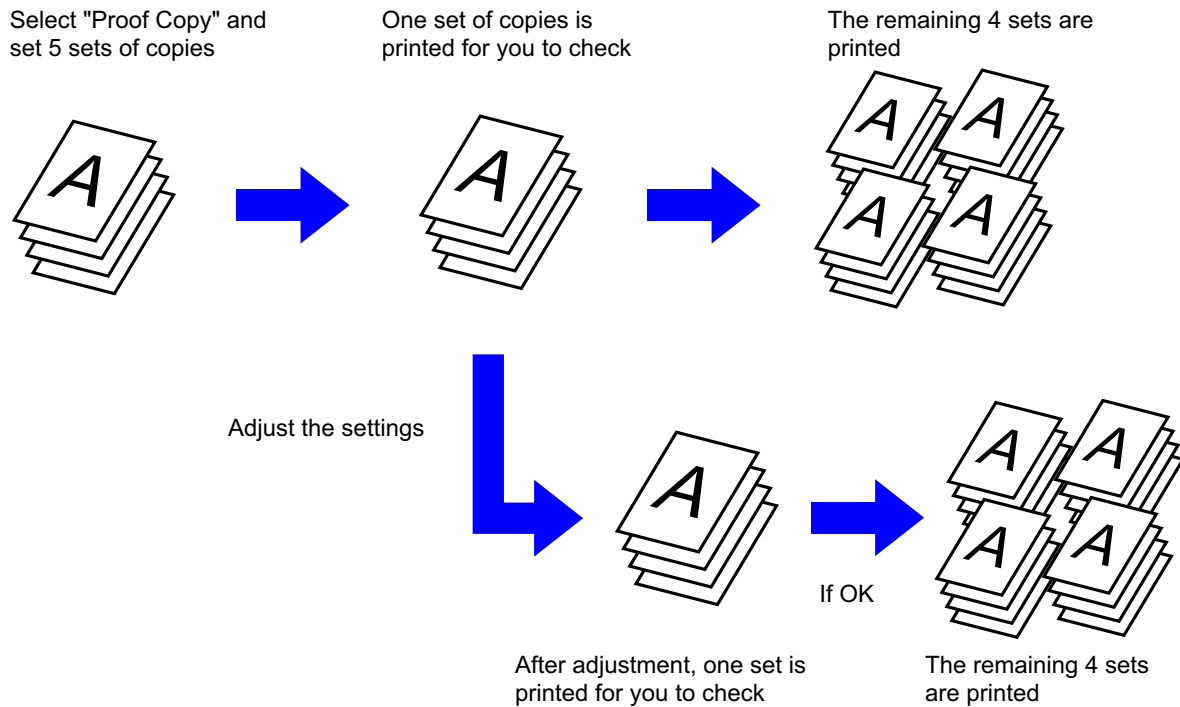 Select "Proof Copy" and
set 5 sets of copies
One set of copies is
printed for you to check
The remaining 4 sets are
printed
A
A
A
A
A
A
Adjust the settings
A
A
A
A
A
If OK
After adjustment, one set is
printed for you to check
The remaining 4 sets
are printed